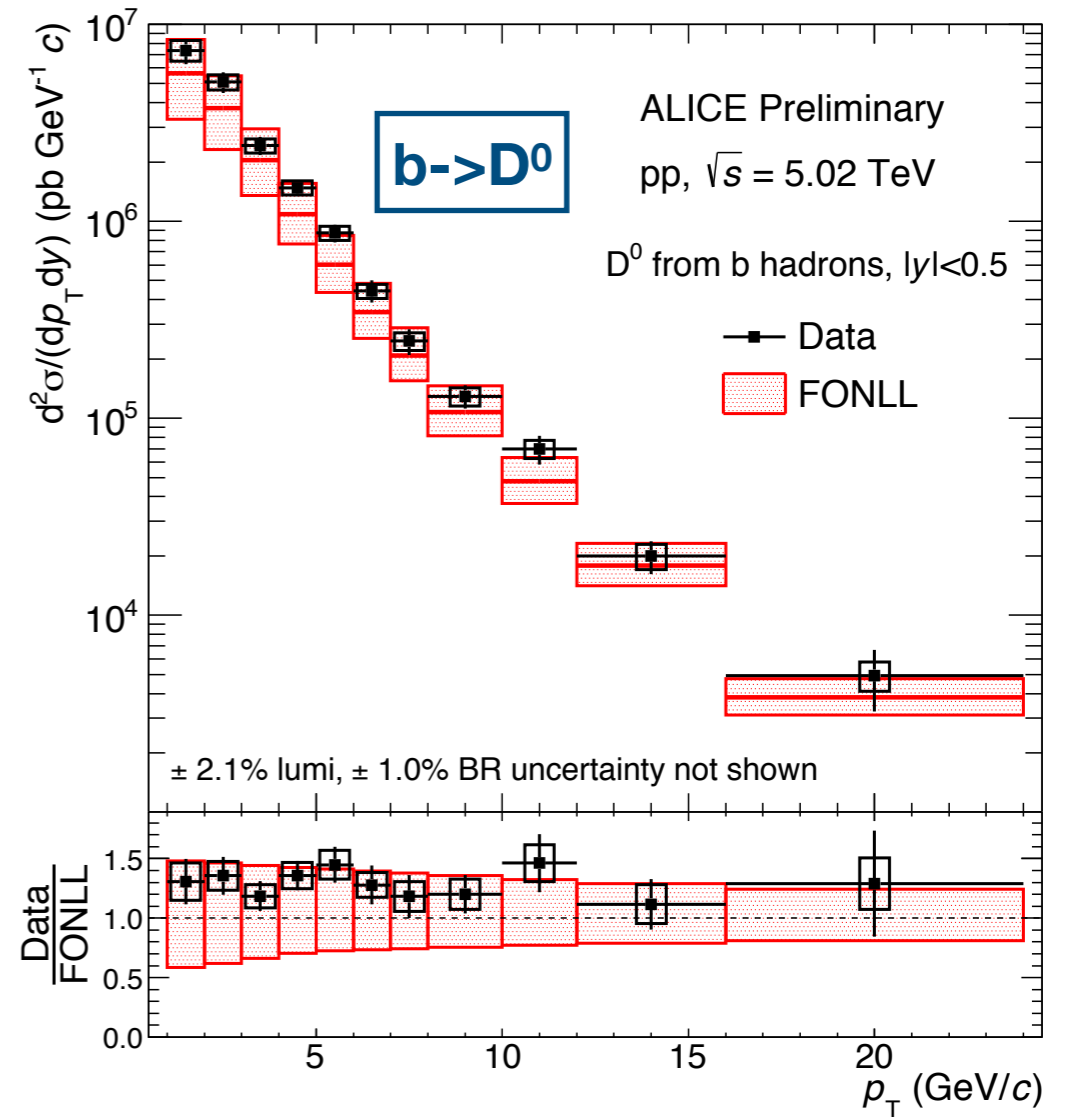 10⁷
10⁶
10⁵
10⁴
d²σ/(dp_T dy) (pb GeV⁻¹ c)
b->D⁰
ALICE Preliminary
pp, √s = 5.02 TeV
D⁰ from b hadrons, |y|<0.5
Data
FONLL
± 2.1% lumi, ± 1.0% BR uncertainty not shown
Data
FONLL
1.5
1.0
0.5
0.0
5 10 15 20
p_T (GeV/c)